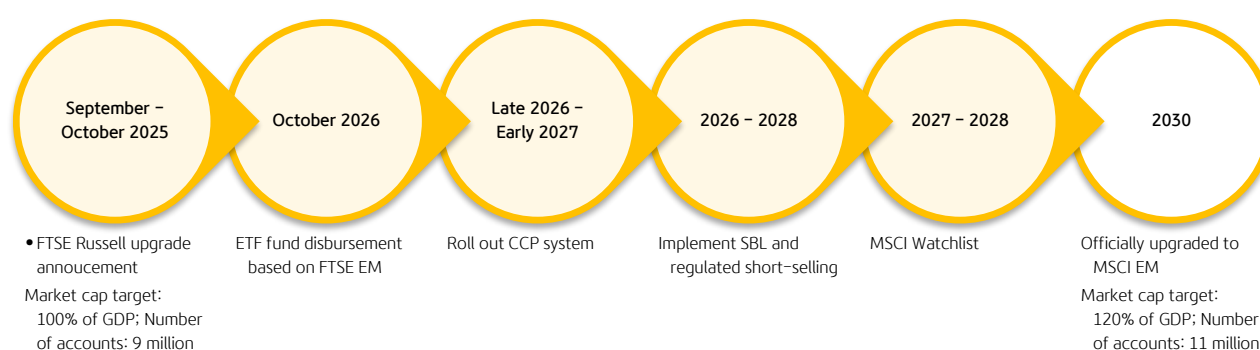 September –
October 2025
October 2026
Late 2026 –
Early 2027
2026 – 2028
2027 – 2028
2030
• FTSE Russell upgrade
annoucement
Market cap target:
100% of GDP; Number
of accounts: 9 million
ETF fund disbursement
based on FTSE EM
Roll out CCP system
Implement SBL and
regulated short-selling
MSCI Watchlist
Officially upgraded to
MSCI EM
Market cap target:
120% of GDP; Number
of accounts: 11 million